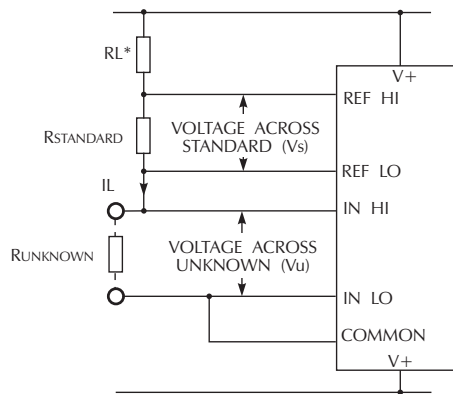 RL*
V+
REF HI
RSTANDARD
VOLTAGE ACROSS
STANDARD (Vs)
REF LO
IL
IN HI
RUNKNOWN
VOLTAGE ACROSS
UNKNOWN (Vu)
IN LO
COMMON
V+